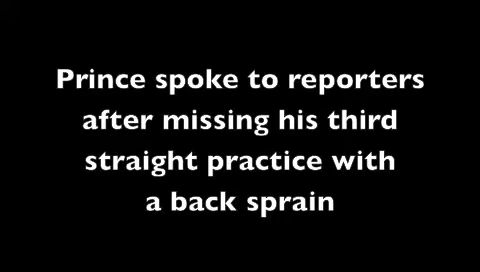 Prince spoke to reporters
after missing his third
straight practice with
a back sprain